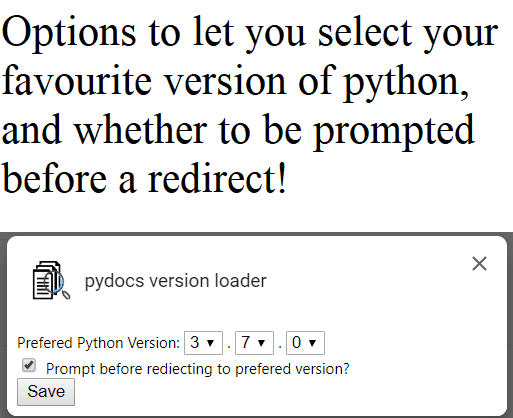 Options to let you select your
favourite version of python,
and whether to be prompted
before a redirect!
pydocs version loader
Prefered Python Version: 3 . 7 . 0
Prompt before rediecting to prefered version?
Save